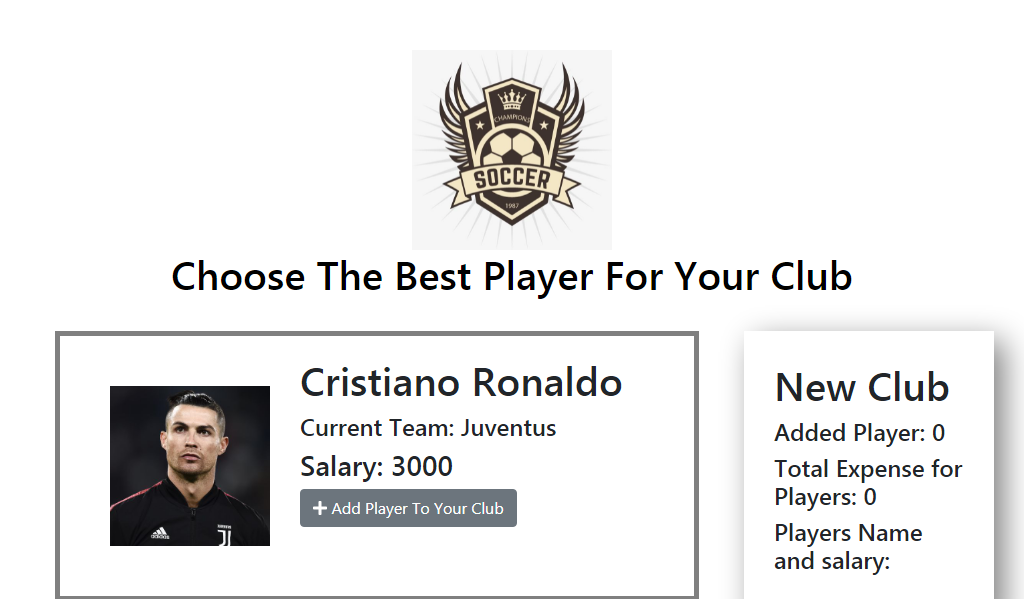 CHAMPIONS
SOCCER
1987
Choose The Best Player For Your Club
Cristiano Ronaldo
Current Team: Juventus
Salary: 3000
Add Player To Your Club
adidas
New Club
Added Player: 0
Total Expense for
Players: 0
Players Name
and salary: